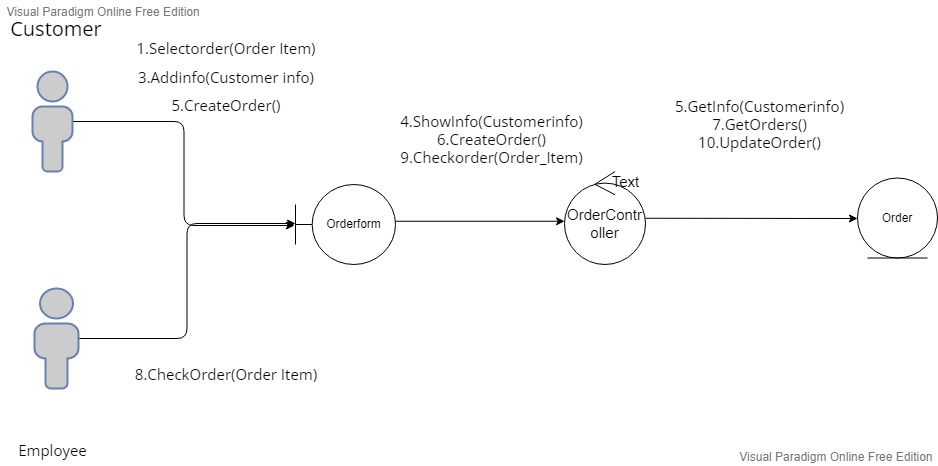 Visual Paradigm Online Free Edition
Customer
1.Selectorder(Order Item)
3.Addinfo(Customer info)
5.CreateOrder()
4.ShowInfo(Customerinfo)
6.CreateOrder()
9.Checkorder(Order_Item)
5.GetInfo(Customerinfo)
7.GetOrders()
10.UpdateOrder()
Text
Orderform
OrderContr
oller
Order
8.CheckOrder(Order Item)
Employee
Visual Paradigm Online Free Edition